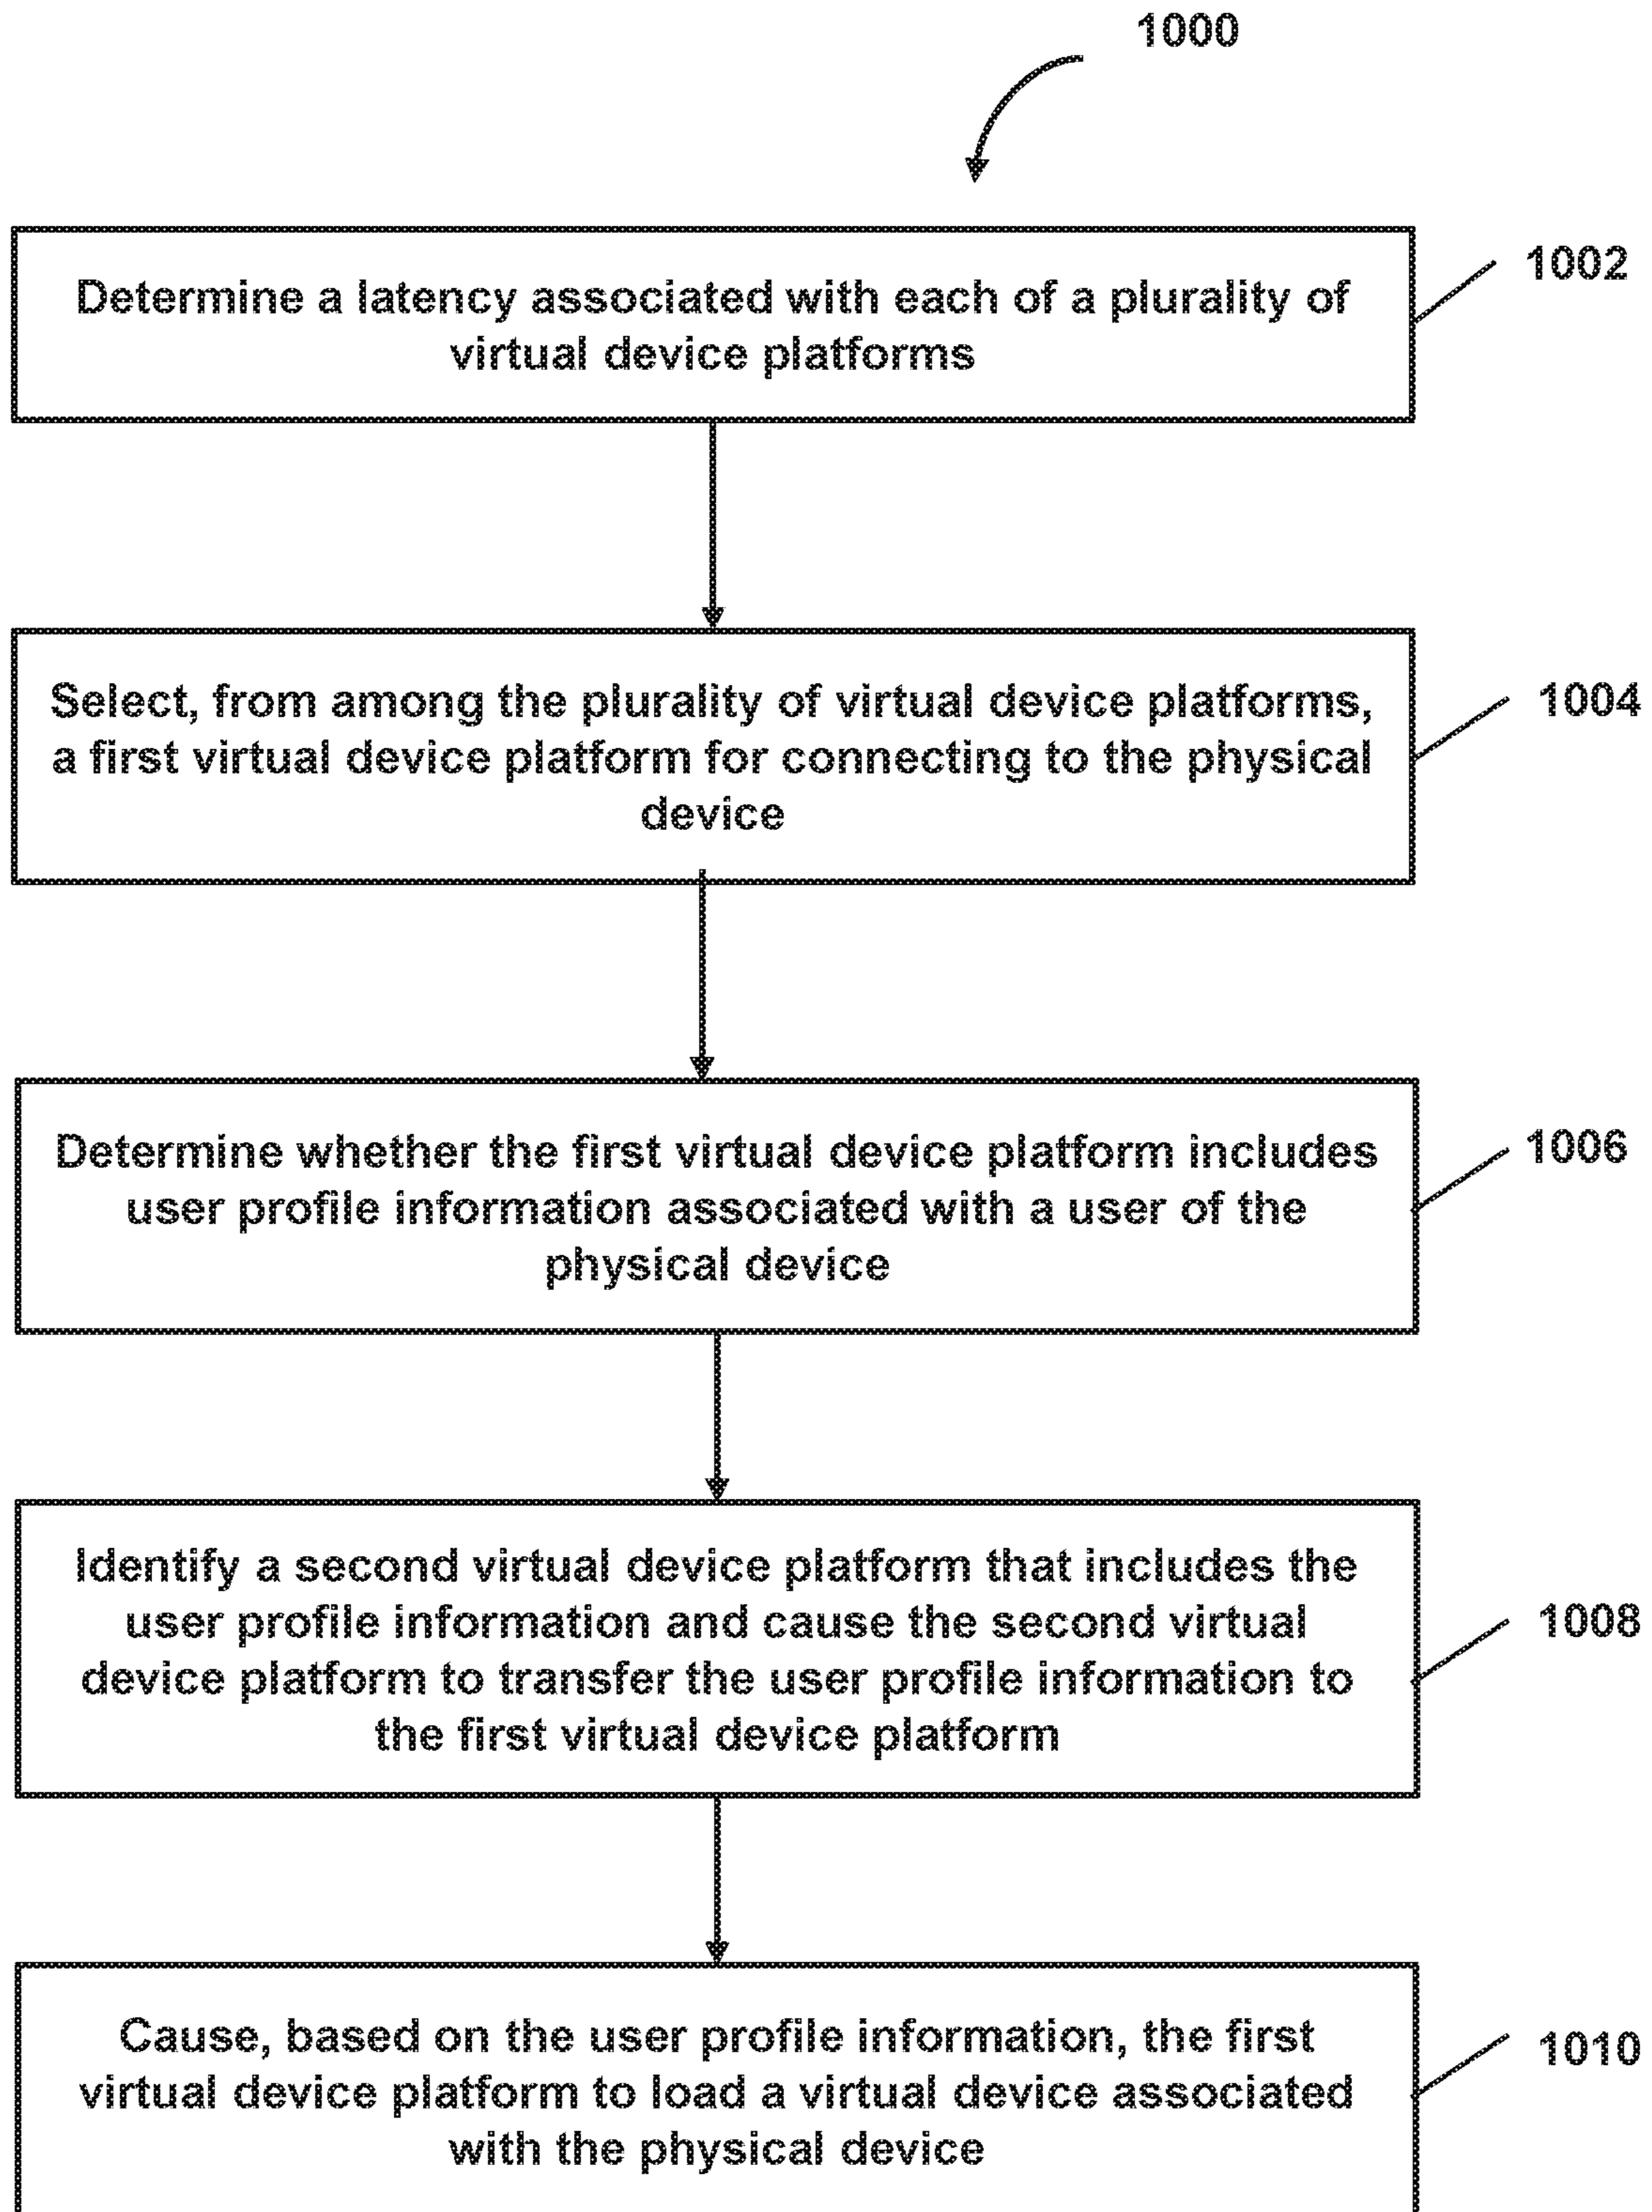 1000
Determine a latency associated with each of a plurality of
virtual device platforms
1002
Select, from among the plurality of virtual device platforms,
a first virtual device platform for connecting to the physical
device
1004
Determine whether the first virtual device platform includes
user profile information associated with a user of the
physical device
1006
Identify a second virtual device platform that includes the
user profile information and cause the second virtual
device platform to transfer the user profile information to
the first virtual device platform
1008
Cause, based on the user profile information, the first
virtual device platform to load a virtual device associated
with the physical device
1010